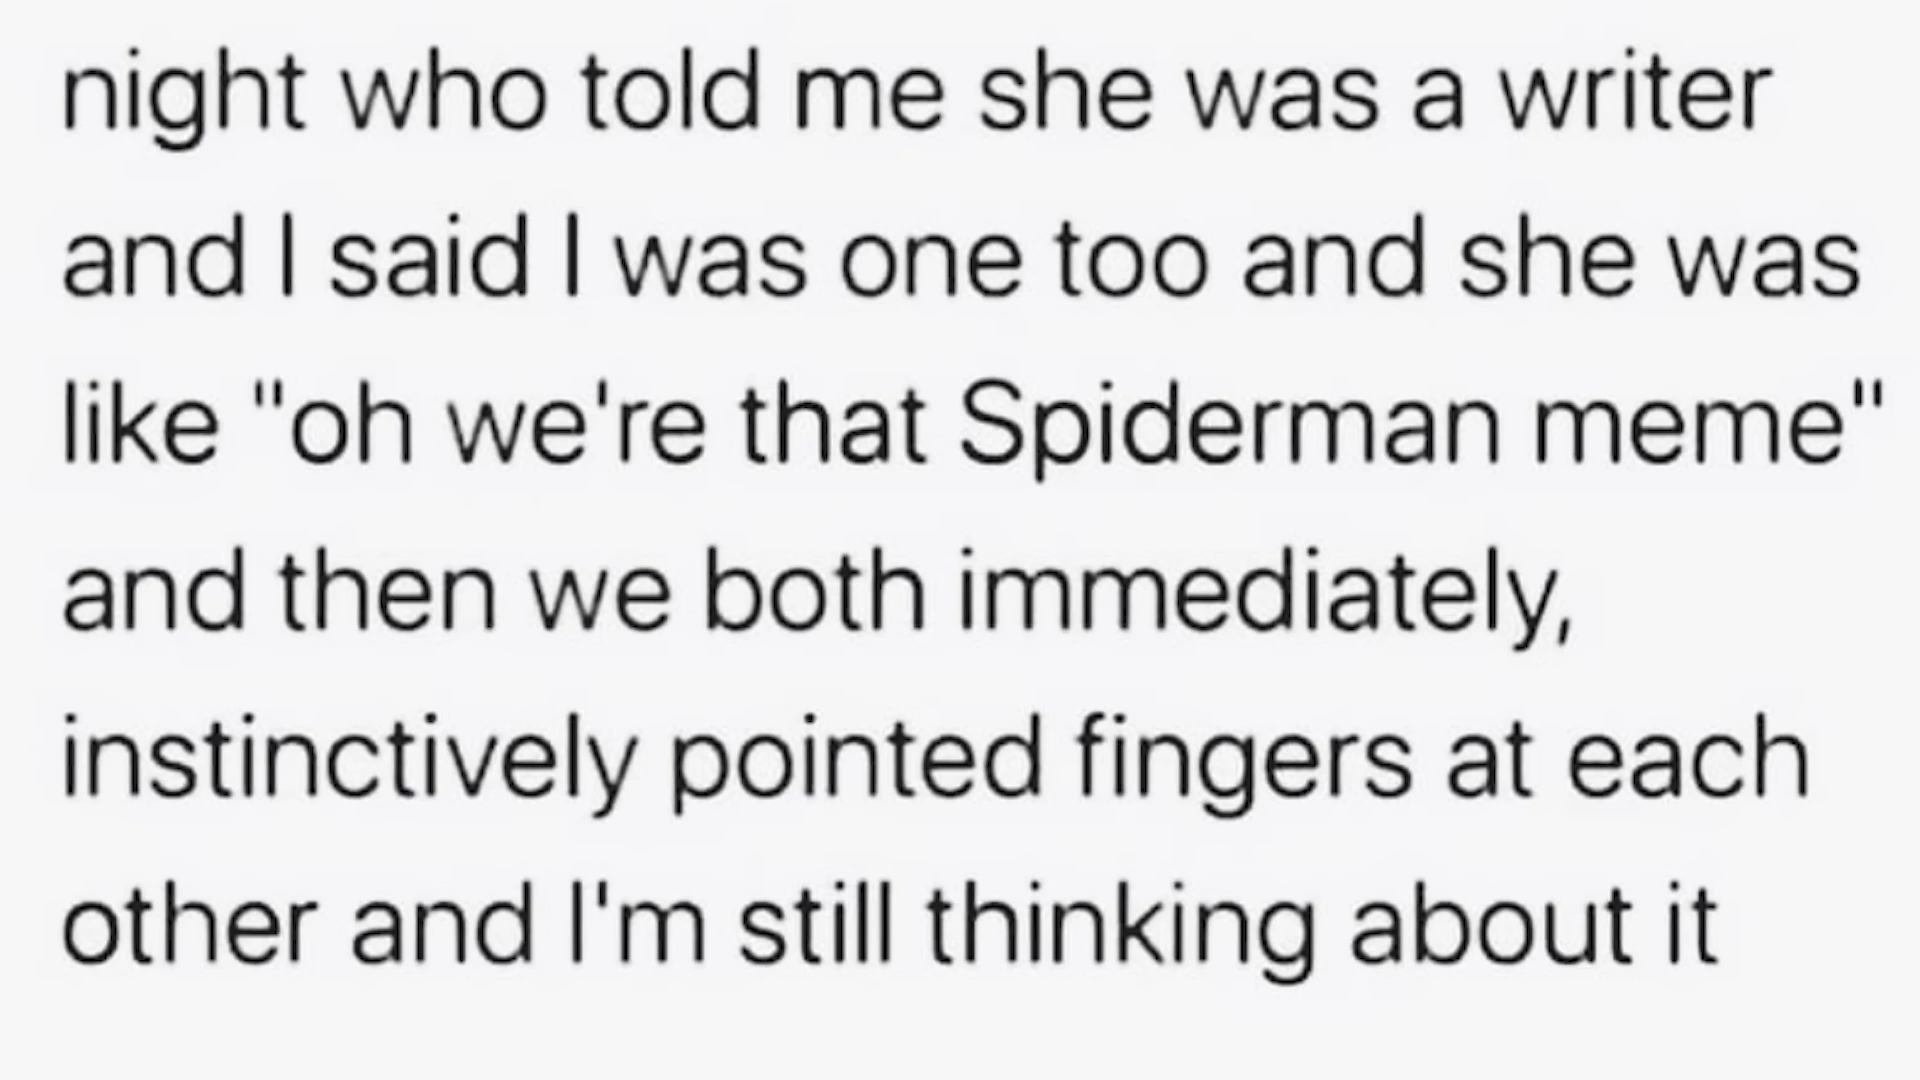 night who told me she was a writer
and I said I was one too and she was
like "oh we're that Spiderman meme"
and then we both immediately,
instinctively pointed fingers at each
other and I'm still thinking about it